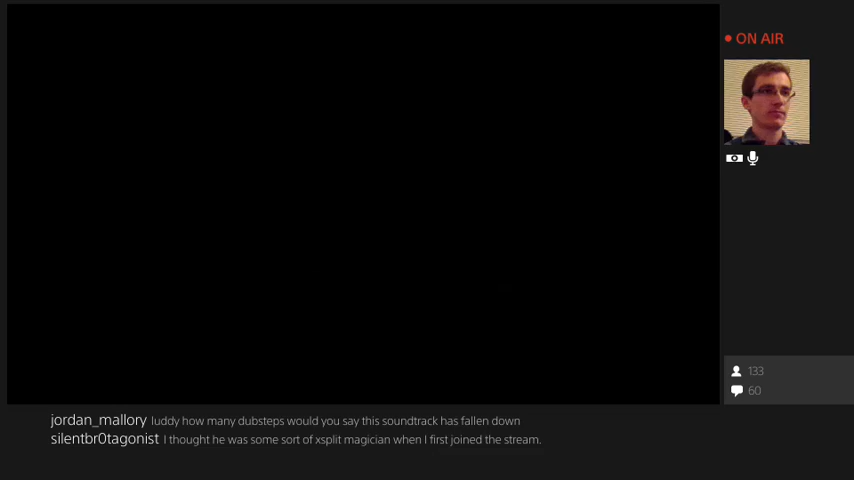 ON AIR
133
60
jordan_mallory luddy how many dubsteps would you say this soundtrack has fallen down
silentbr0tagonist I thought he was some sort of xsplit magician when I first joined the stream.